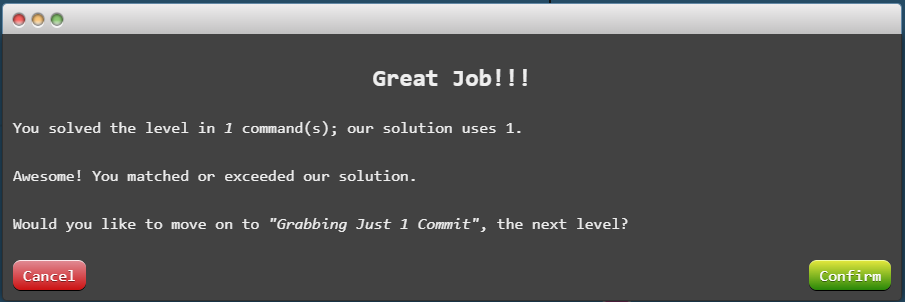 Great Job!!!
You solved the level in 1 command(s); our solution uses 1.
Awesome! You matched or exceeded our solution.
Would you like to move on to "Grabbing Just 1 Commit", the next level?
Cancel
Confirm